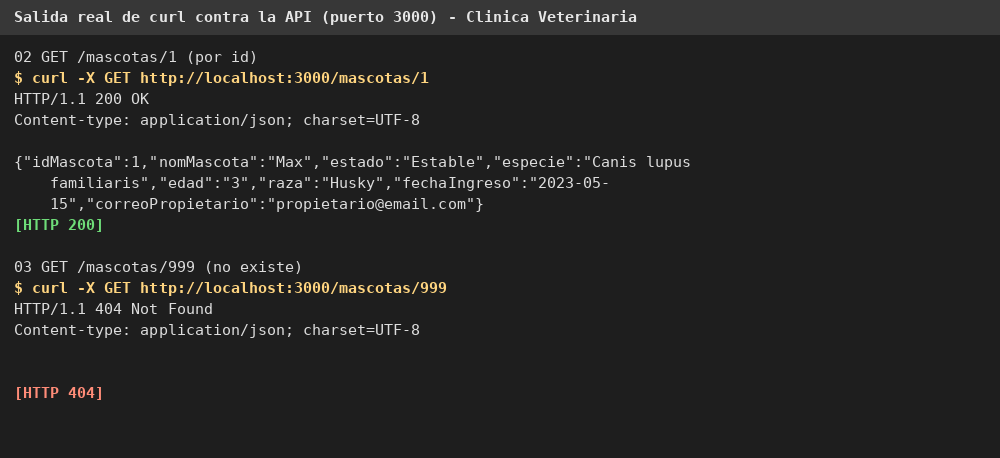 Salida real de curl contra la API (puerto 3000) - Clinica Veterinaria
02 GET /mascotas/1 (por id)
$ curl -X GET http://localhost:3000/mascotas/1
HTTP/1.1 200 OK
Content-type: application/json; charset=UTF-8
{"idMascota":1,"nomMascota":"Max","estado":"Estable","especie":"Canis lupus
familiaris","edad":"3","raza":"Husky","fechaIngreso":"2023-05-
15","correoPropietario":"propietario@email.com"}
[HTTP 200]
03 GET /mascotas/999 (no existe)
$ curl -X GET http://localhost:3000/mascotas/999
HTTP/1.1 404 Not Found
Content-type: application/json; charset=UTF-8
[HTTP 404]